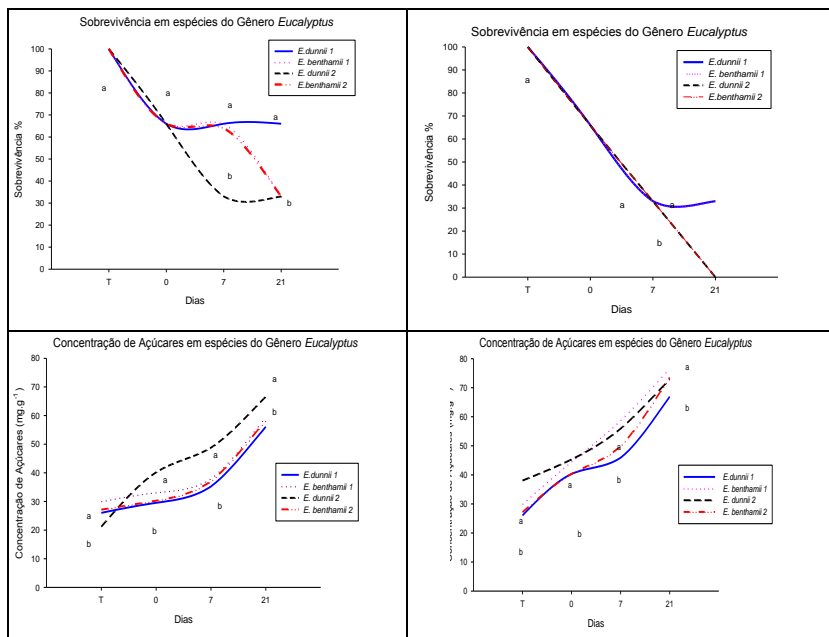 Sobrevivência em espécies do Gênero Eucalyptus
Sobrevivência %
100
90
80
70
60
50
40
30
20
10
0
E.dunnii 1
E. benthamii 1
E. dunnii 2
E.benthamii 2
a
a
a
a
b
b
T
0
7
21
Dias
Sobrevivência em espécies do Gênero Eucalyptus
Sobrevivência %
100
90
80
70
60
50
40
30
20
10
0
E.dunnii 1
E. benthamii 1
E. dunnii 2
E.benthamii 2
a
a
a
a
T
0
7
21
Dias
Concentração de Açúcares em espécies do Gênero Eucalyptus
Concentração de Açúcares (mg.g-1)
80
70
60
50
40
30
20
10
0
E.dunnii 1
E. benthamii 1
E. dunnii 2
E. benthamii 2
a
b
a
a
a
b
b
b
T
0
7
21
Dias
Concentração de Açúcares em espécies do Gênero Eucalyptus
80
70
60
50
40
30
20
10
0
E.dunnii 1
E. benthamii 1
E. dunnii 2
E. benthamii 2
a
b
a
a
b
a
b
b
T
0
7
21
Dias